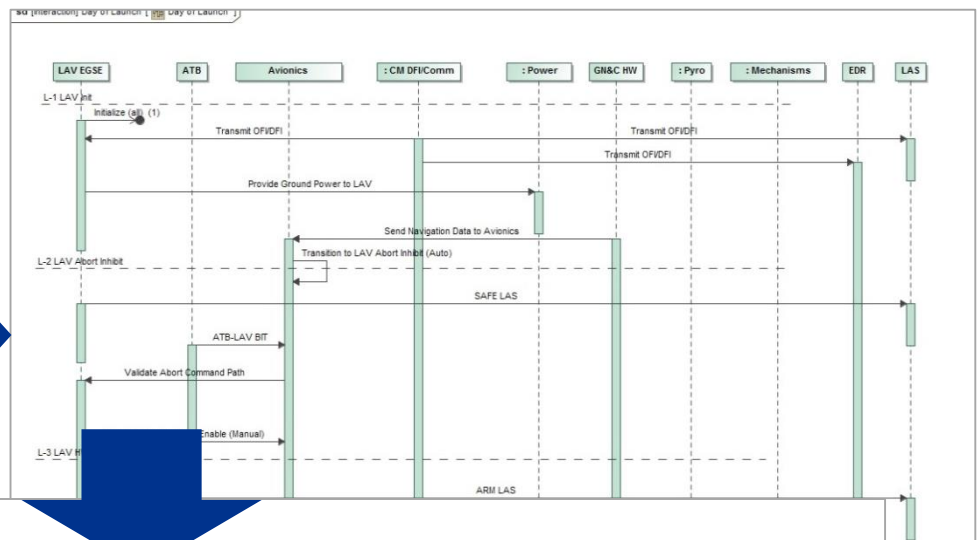 sd [interaction] Day of Launch [ Day of Launch ]
LAV EGSE
ATB
Avionics
: CM DFI/Comm
: Power
GN&C HW
: Pyro
: Mechanisms
EDR
LAS
L-1 LAV Init
Initialize (all) (1)
Transmit OFI/DFI
Transmit OFI/DFI
Transmit OFI/DFI
Provide Ground Power to LAV
Send Navigation Data to Avionics
Transition to LAV Abort Inhibit (Auto)
L-2 LAV Abort Inhibit
SAFE LAS
ATB-LAV BIT
Validate Abort Command Path
Enable (Manual)
L-3 LAV
ARM LAS